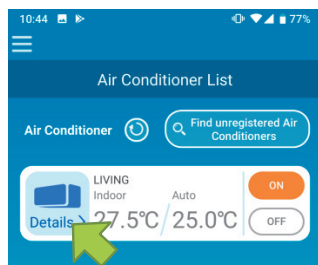 10:44 77%
Air Conditioner List
Air Conditioner
Find unregistered Air
Conditioners
LIVING
Indoor Auto ON
Details > 27.5℃ 25.0℃ OFF